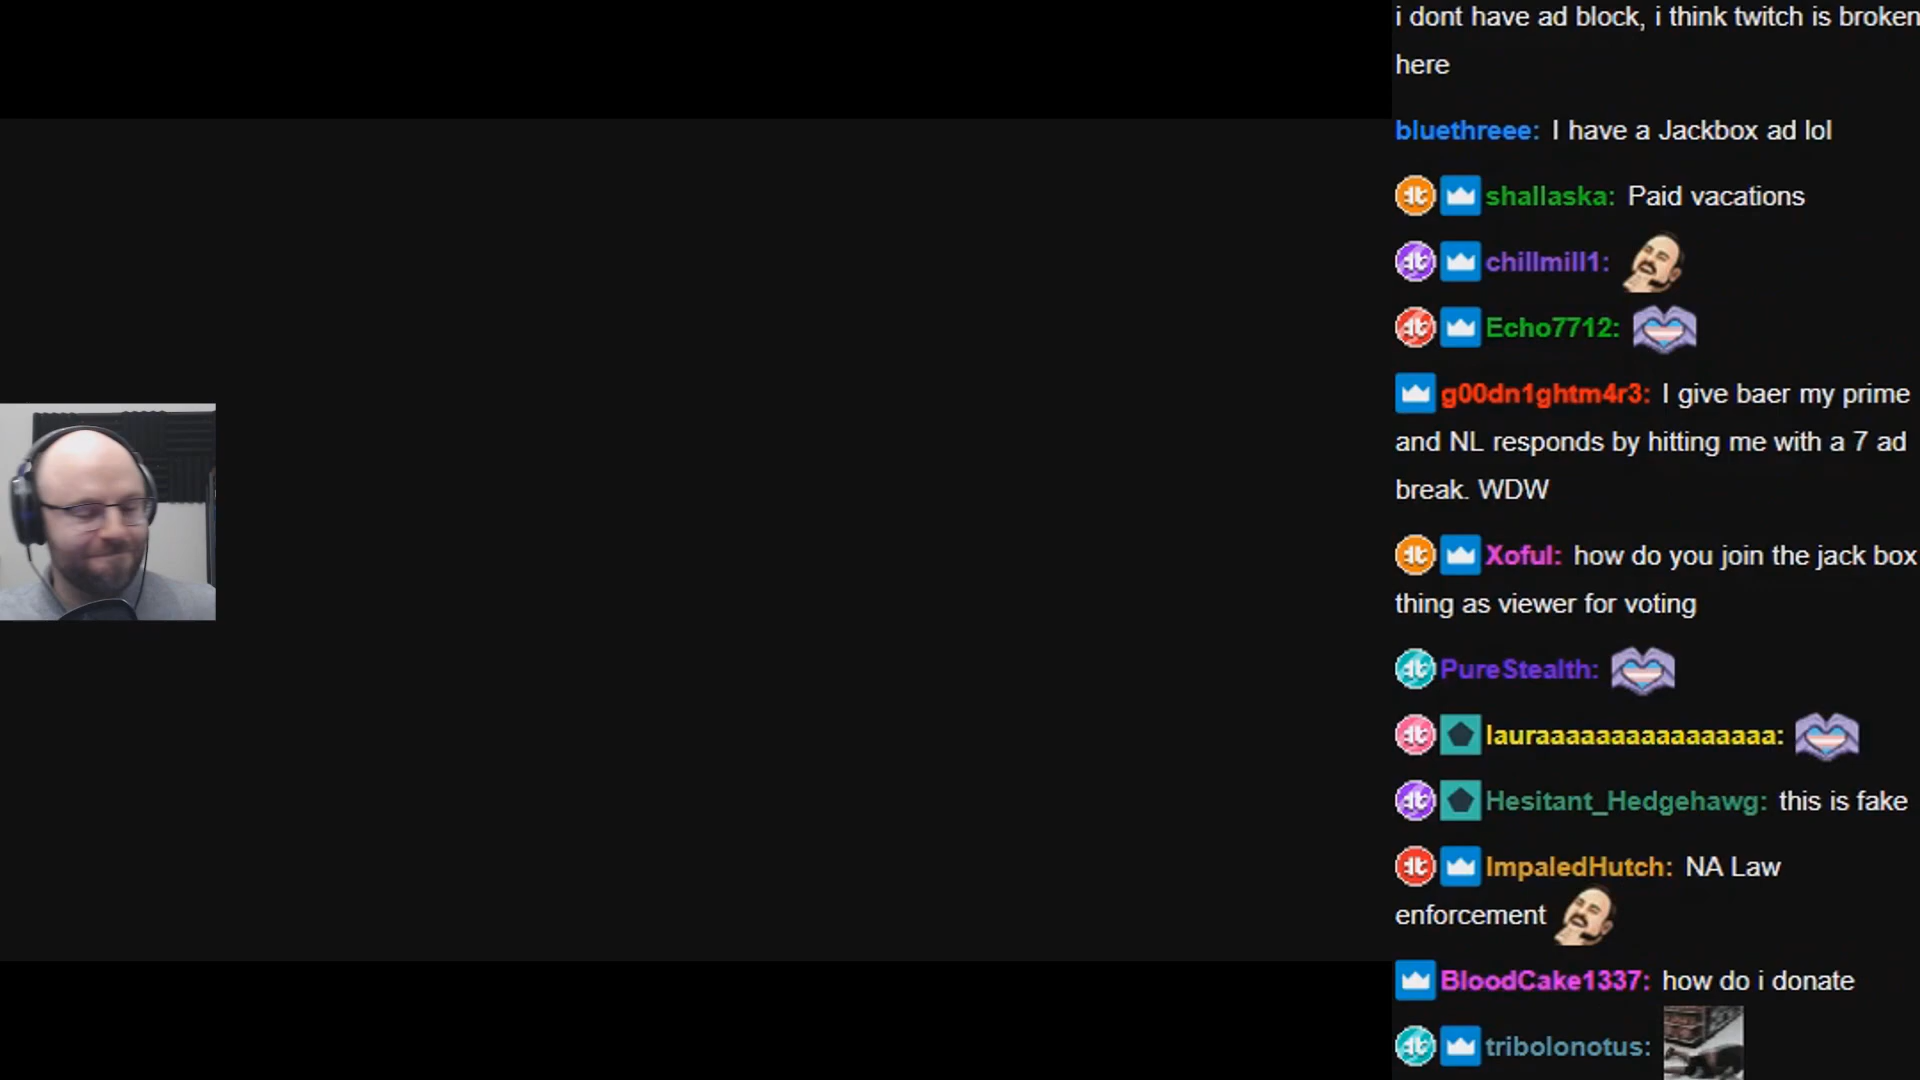 i dont have ad block, i think twitch is broken
here
bluethreee: I have a Jackbox ad lol
shallaska: Paid vacations
chillmill1:
Echo7712:
g00dn1ghtm4r3: I give baer my prime
and NL responds by hitting me with a 7 ad
break. WDW
Xoful: how do you join the jack box
thing as viewer for voting
PureStealth:
lauraaaaaaaaaaaaaaaa:
Hesitant_Hedgehawg: this is fake
ImpaledHutch: NA Law
enforcement
BloodCake1337: how do i donate
tribolonotus: